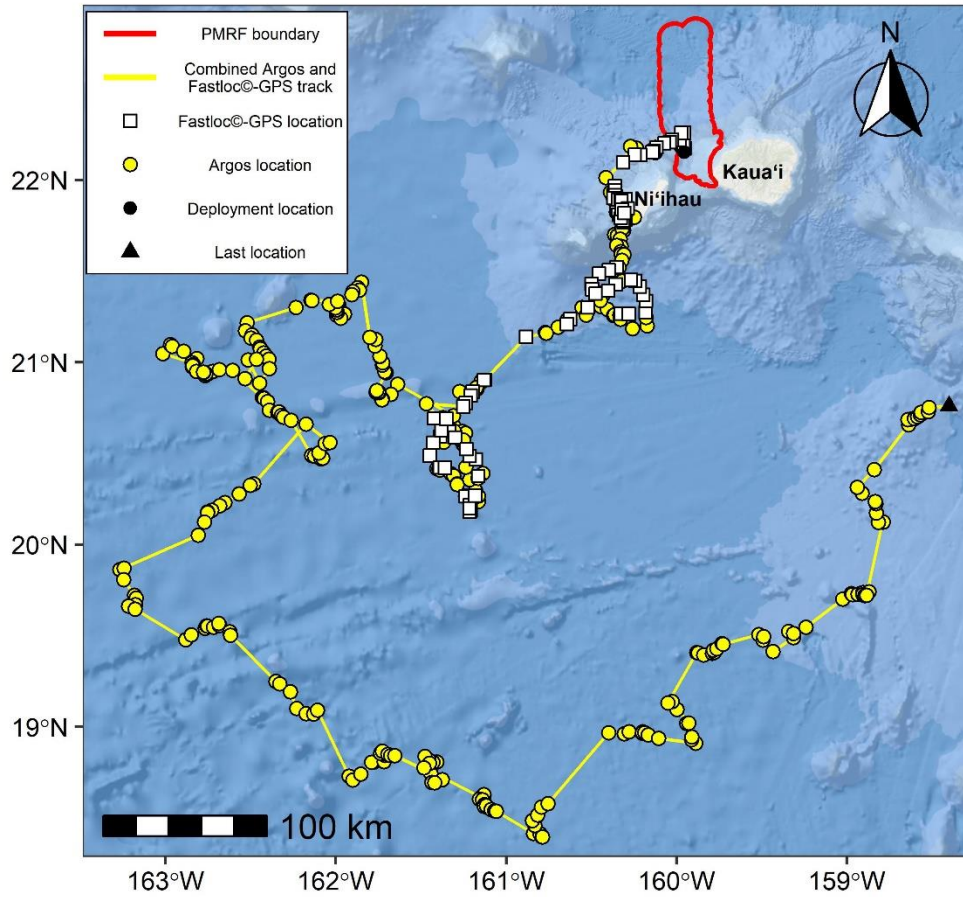 PMRF boundary
Combined Argos and
Fastloc©-GPS track
Fastloc©-GPS location
Argos location
Deployment location
Last location
N
Kauaʻi
Niʻihau
22°N
21°N
20°N
19°N
100 km
163°W
162°W
161°W
160°W
159°W